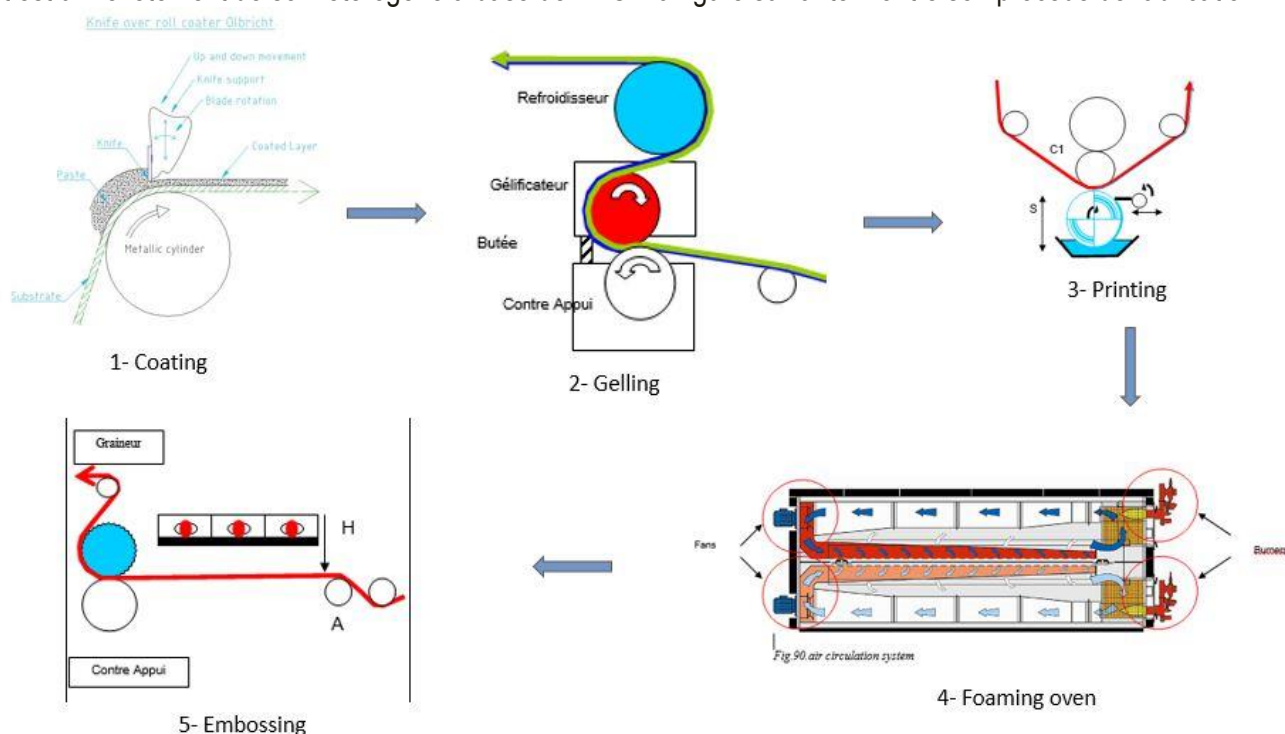 Knife over roll coater Olbricht
Up and down movement
Knife support
Blade rotation
Knife
Coated Layer
Paste
Metallic cylinder
Substrate
1- Coating
Refroidisseur
Gélificateur
Butée
Contre Appui
2- Gelling
C1
S
3- Printing
Fans
Fig.90.air circulation system
4- Foaming oven
Graineur
H
A
Contre Appui
5- Embossing